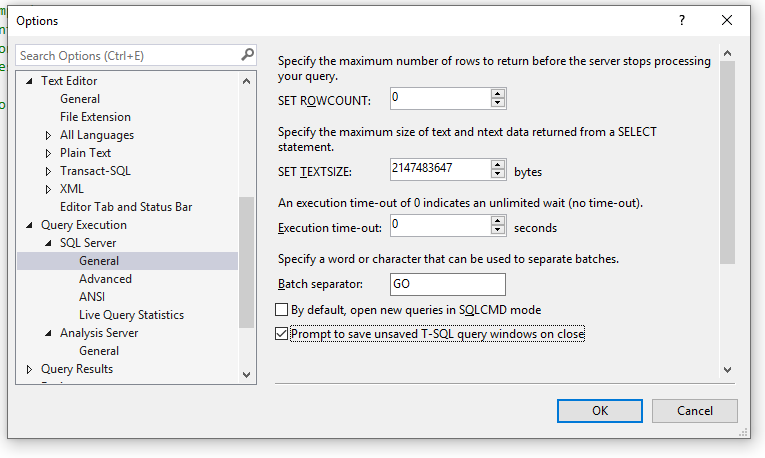 Options
?
Search Options (Ctrl+E)
Text Editor
General
File Extension
All Languages
Plain Text
Transact-SQL
XML
Editor Tab and Status Bar
Query Execution
SQL Server
General
Advanced
ANSI
Live Query Statistics
Analysis Server
General
Query Results
Specify the maximum number of rows to return before the server stops processing
your query.
SET ROWCOUNT: 0
Specify the maximum size of text and ntext data returned from a SELECT
statement.
SET TEXTSIZE: 2147483647 bytes
An execution time-out of 0 indicates an unlimited wait (no time-out).
Execution time-out: 0 seconds
Specify a word or character that can be used to separate batches.
Batch separator: GO
By default, open new queries in SQLCMD mode
Prompt to save unsaved T-SQL query windows on close
OK
Cancel